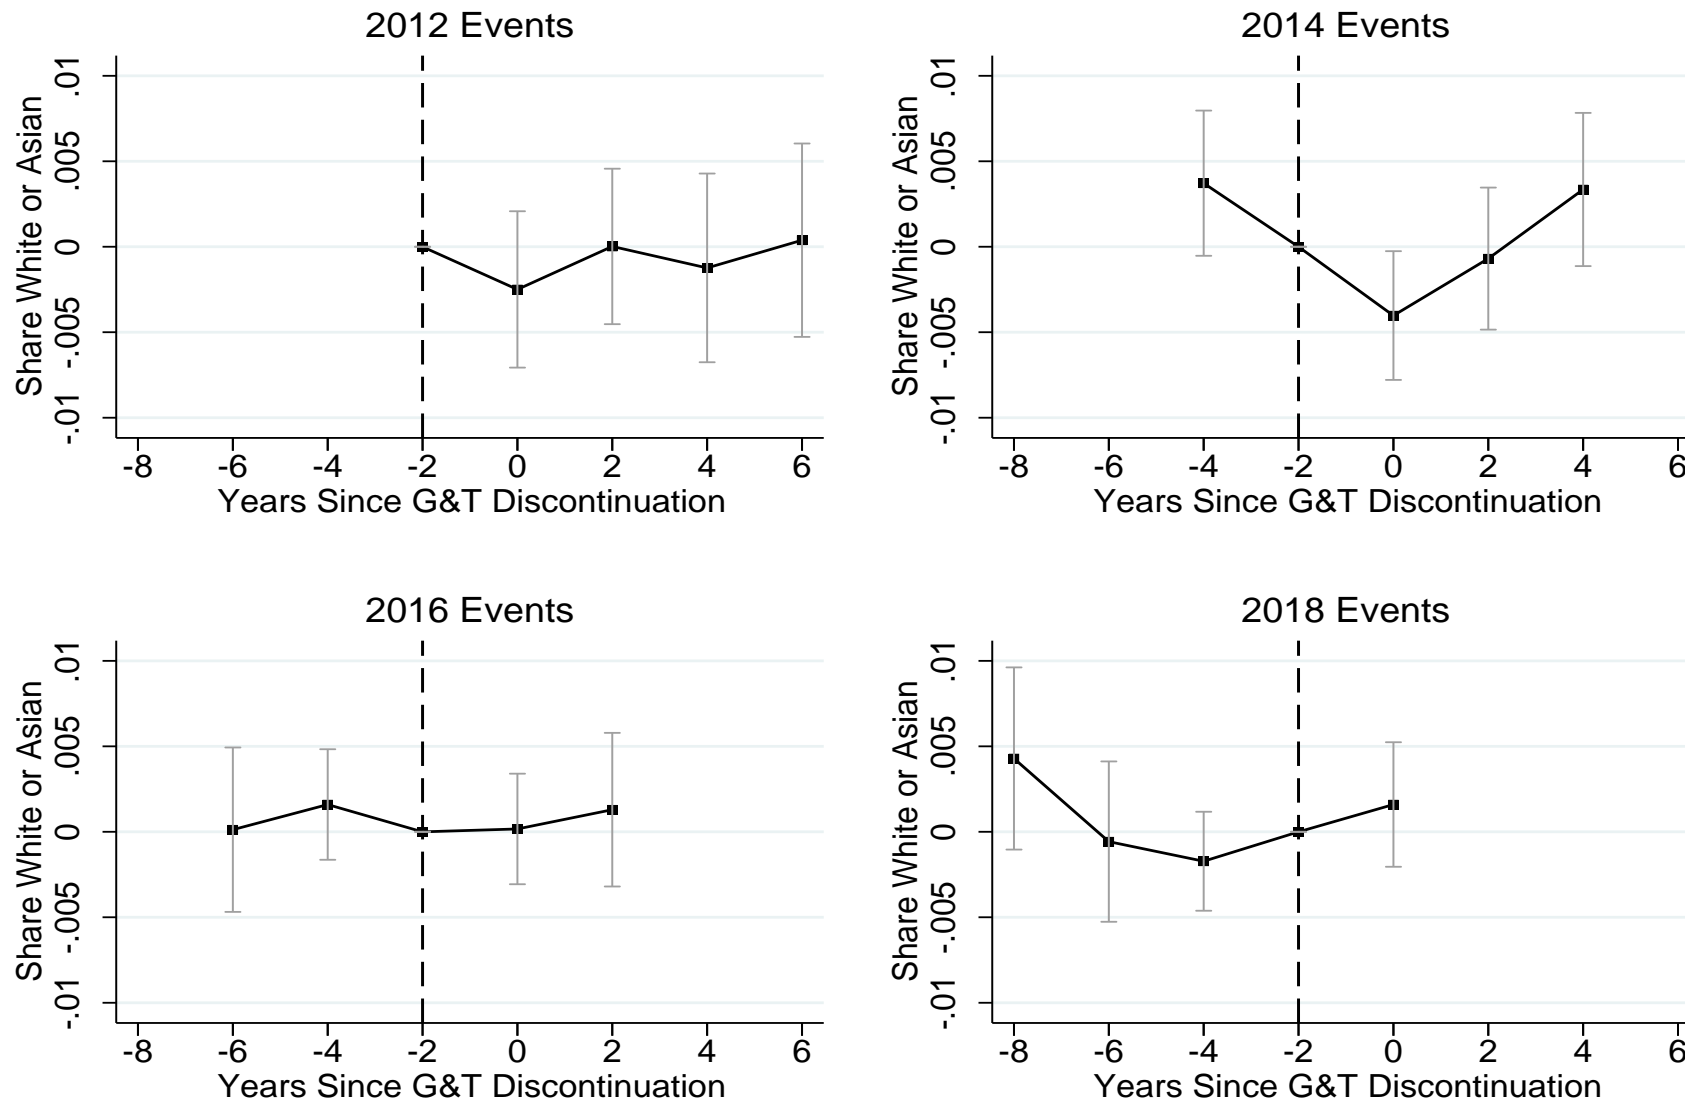 2012 Events
Share White or Asian
.01
.005
0
-.005
-.01
-8 -6 -4 -2 0 2 4 6
Years Since G&T Discontinuation
2014 Events
Share White or Asian
.01
.005
0
-.005
-.01
-8 -6 -4 -2 0 2 4 6
Years Since G&T Discontinuation
2016 Events
Share White or Asian
.01
.005
0
-.005
-.01
-8 -6 -4 -2 0 2 4 6
Years Since G&T Discontinuation
2018 Events
Share White or Asian
.01
.005
0
-.005
-.01
-8 -6 -4 -2 0 2 4 6
Years Since G&T Discontinuation